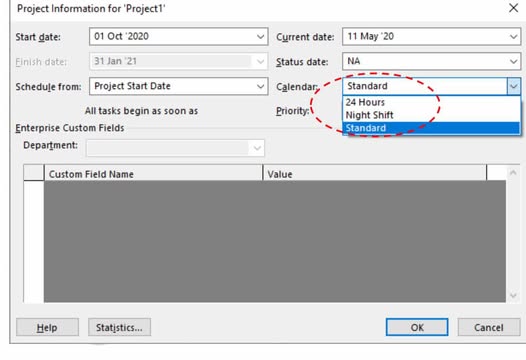 Project Information for 'Project1'
Start date: 01 Oct '2020 Current date: 11 May '20
Finish date: 31 Jan '21 Status date: NA
Schedule from: Project Start Date Calendar: Standard
24 Hours
All tasks begin as soon as Priority: Night Shift
Enterprise Custom Fields Standard
Department:
Custom Field Name Value
Help Statistics... OK Cancel